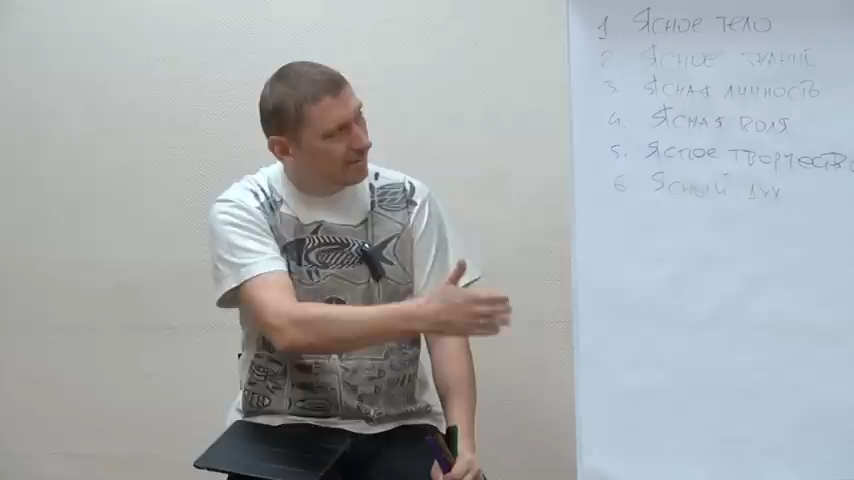 1. Ясное тело
2 Ясное знание
3 Ясная личность
4. Ясная воля
5. Ясное творчество
6 Ясный дух